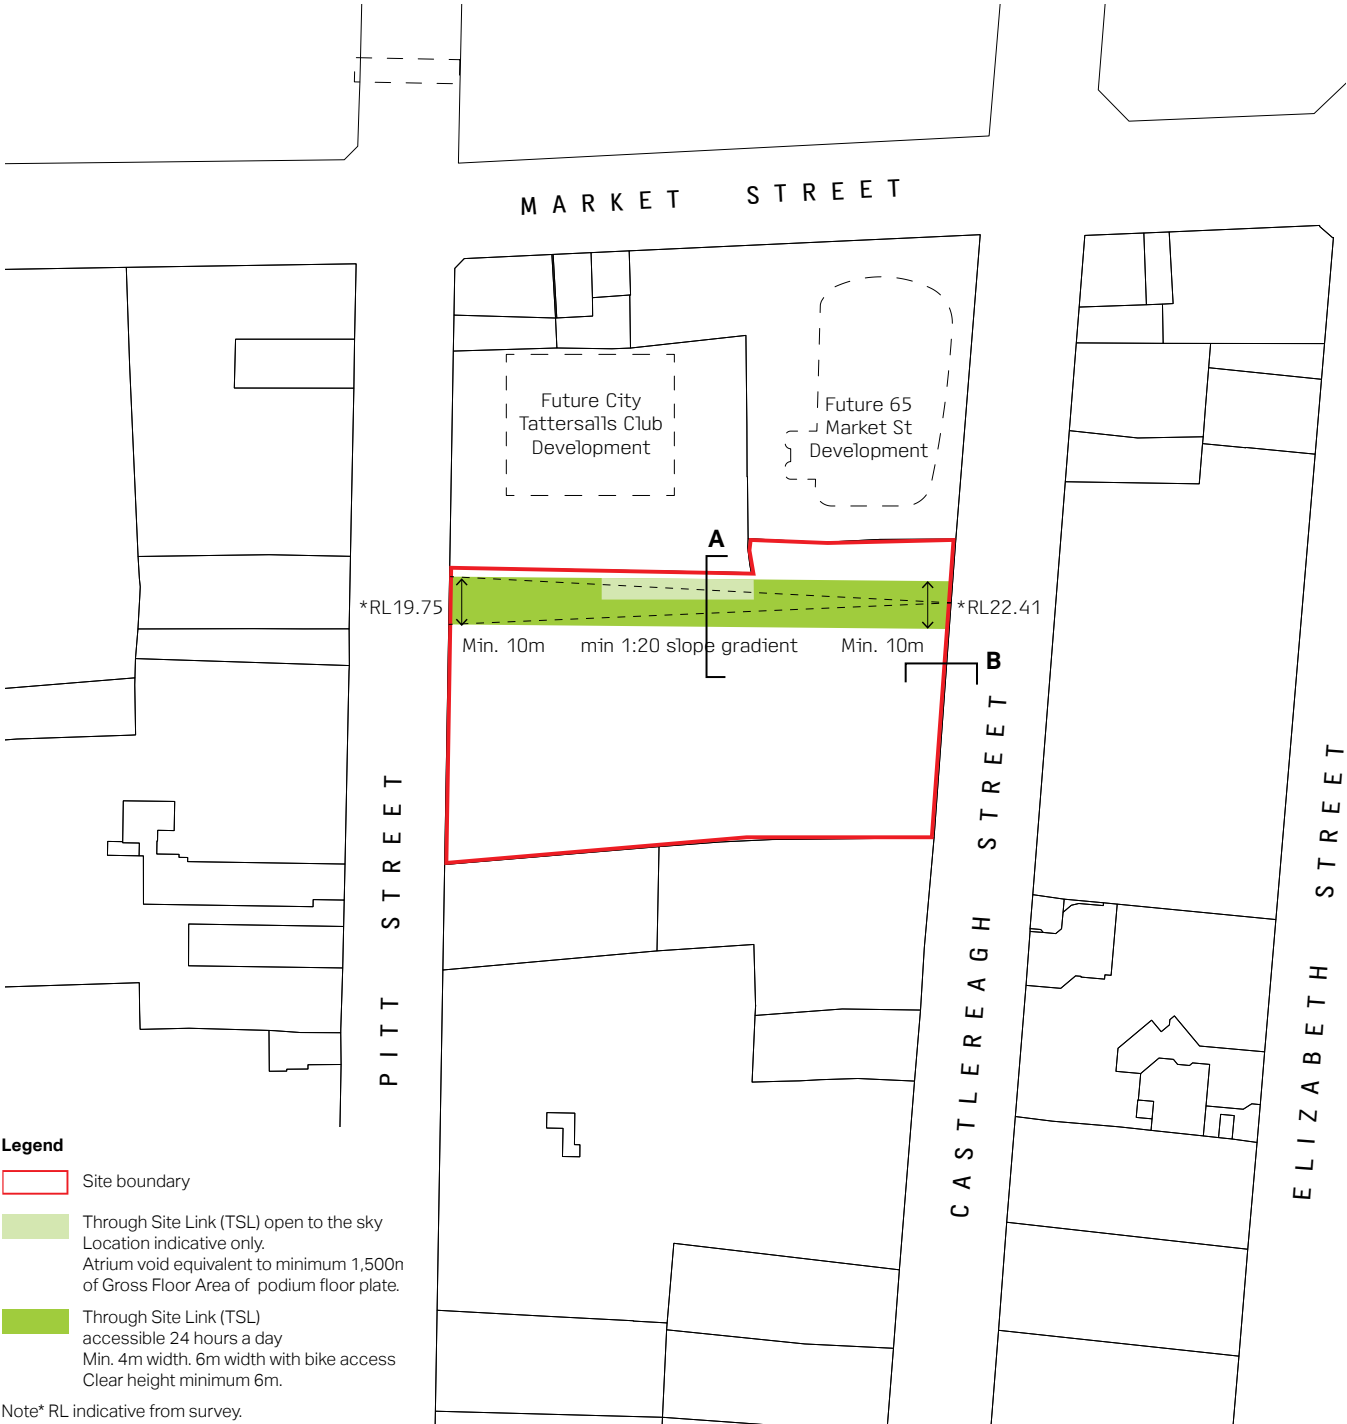 MARKET STREET
Future City
Tattersalls Club
Development
Future 65
Market St
Development
A
*RL19.75
*RL22.41
Min. 10m
min 1:20 slope gradient
Min. 10m
B
PITT STREET
CASTLEREAGH STREET
ELIZABETH STREET
Legend
Site boundary
Through Site Link (TSL) open to the sky
Location indicative only.
Atrium void equivalent to minimum 1,500n
of Gross Floor Area of podium floor plate.
Through Site Link (TSL)
accessible 24 hours a day
Min. 4m width. 6m width with bike access
Clear height minimum 6m.
Note* RL indicative from survey.